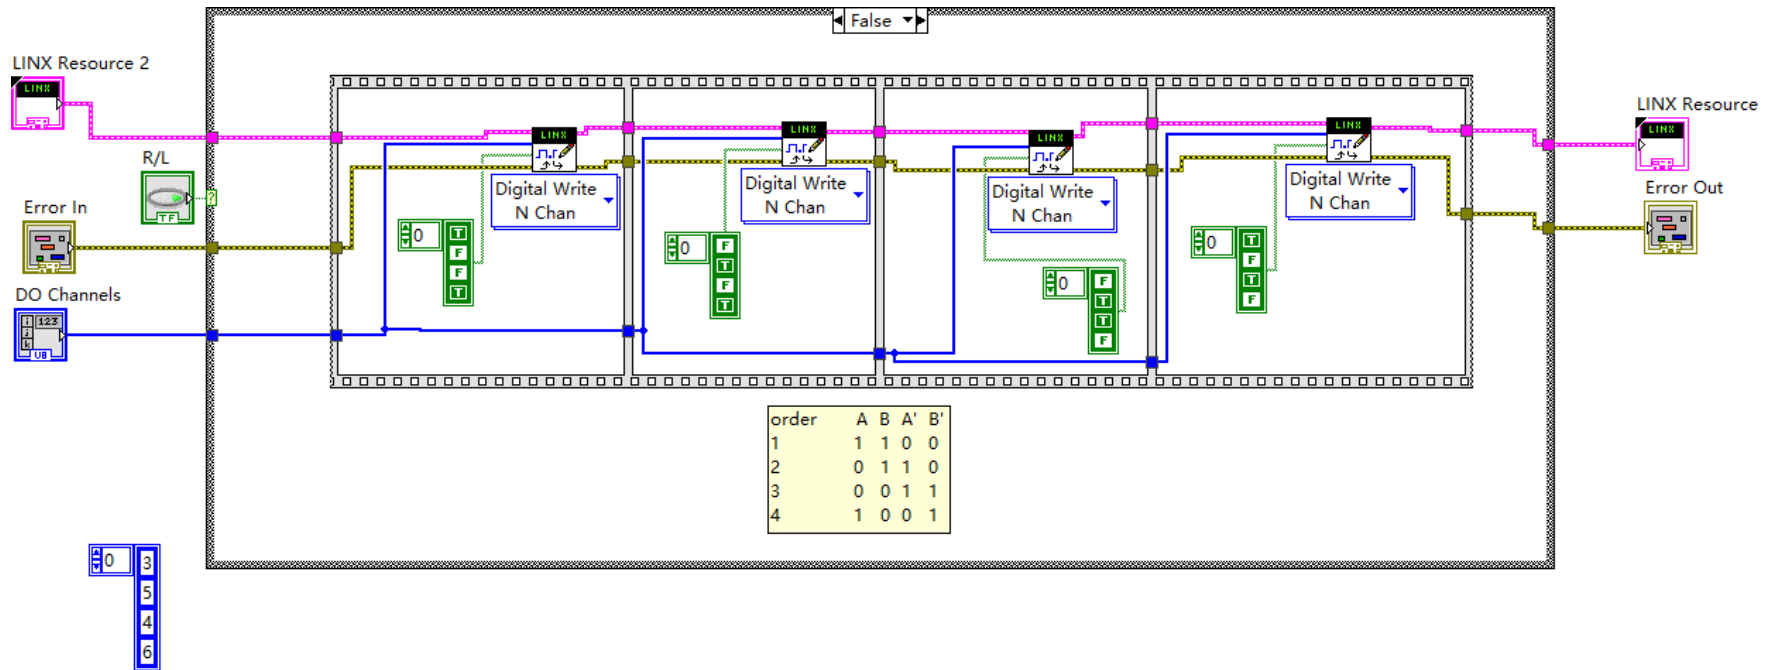 False
LINX Resource 2
LINX
R/L
TF
Error In
DO Channels
i
j
k
123
U8
LINX
Digital Write
N Chan
0
T
F
F
T
LINX
Digital Write
N Chan
0
F
T
F
T
LINX
Digital Write
N Chan
0
F
T
T
F
LINX
Digital Write
N Chan
0
T
F
T
F
?
LINX Resource
LINX
Error Out
order A B A' B'
1 1 1 0 0
2 0 1 1 0
3 0 0 1 1
4 1 0 0 1
0
3
5
4
6